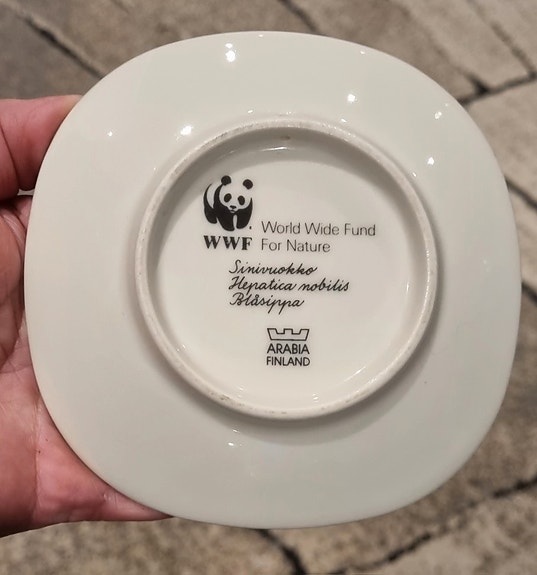 WWF
World Wide Fund
For Nature
Sinivuokko
Hepatica nobilis
Blåsippa
ARABIA
FINLAND